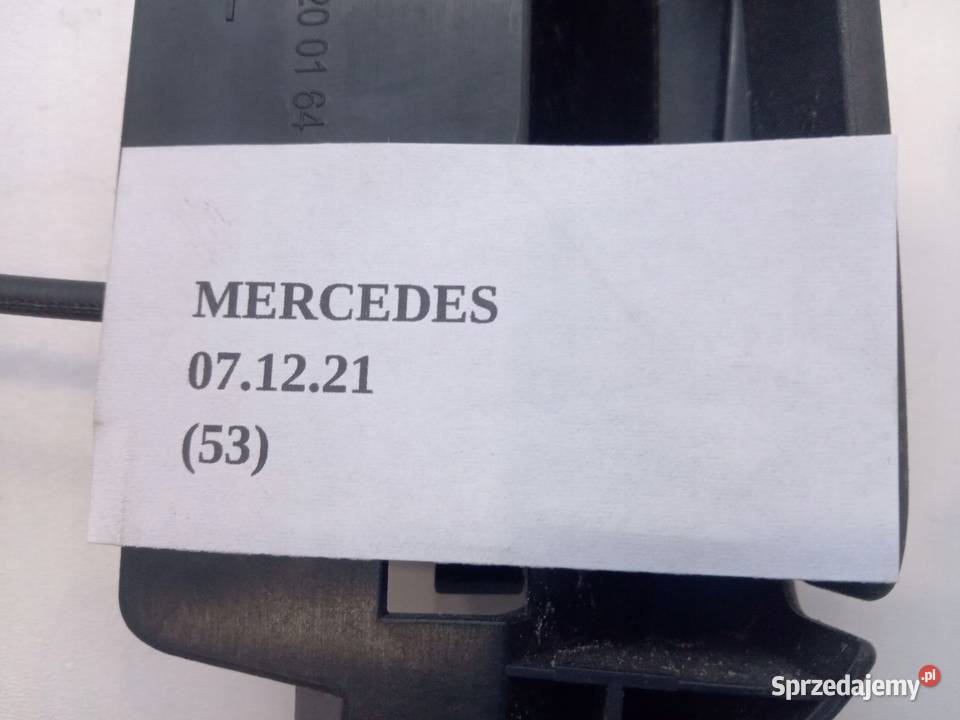 20 01 64
MERCEDES
07.12.21
(53)
Sprzedajemy.pl